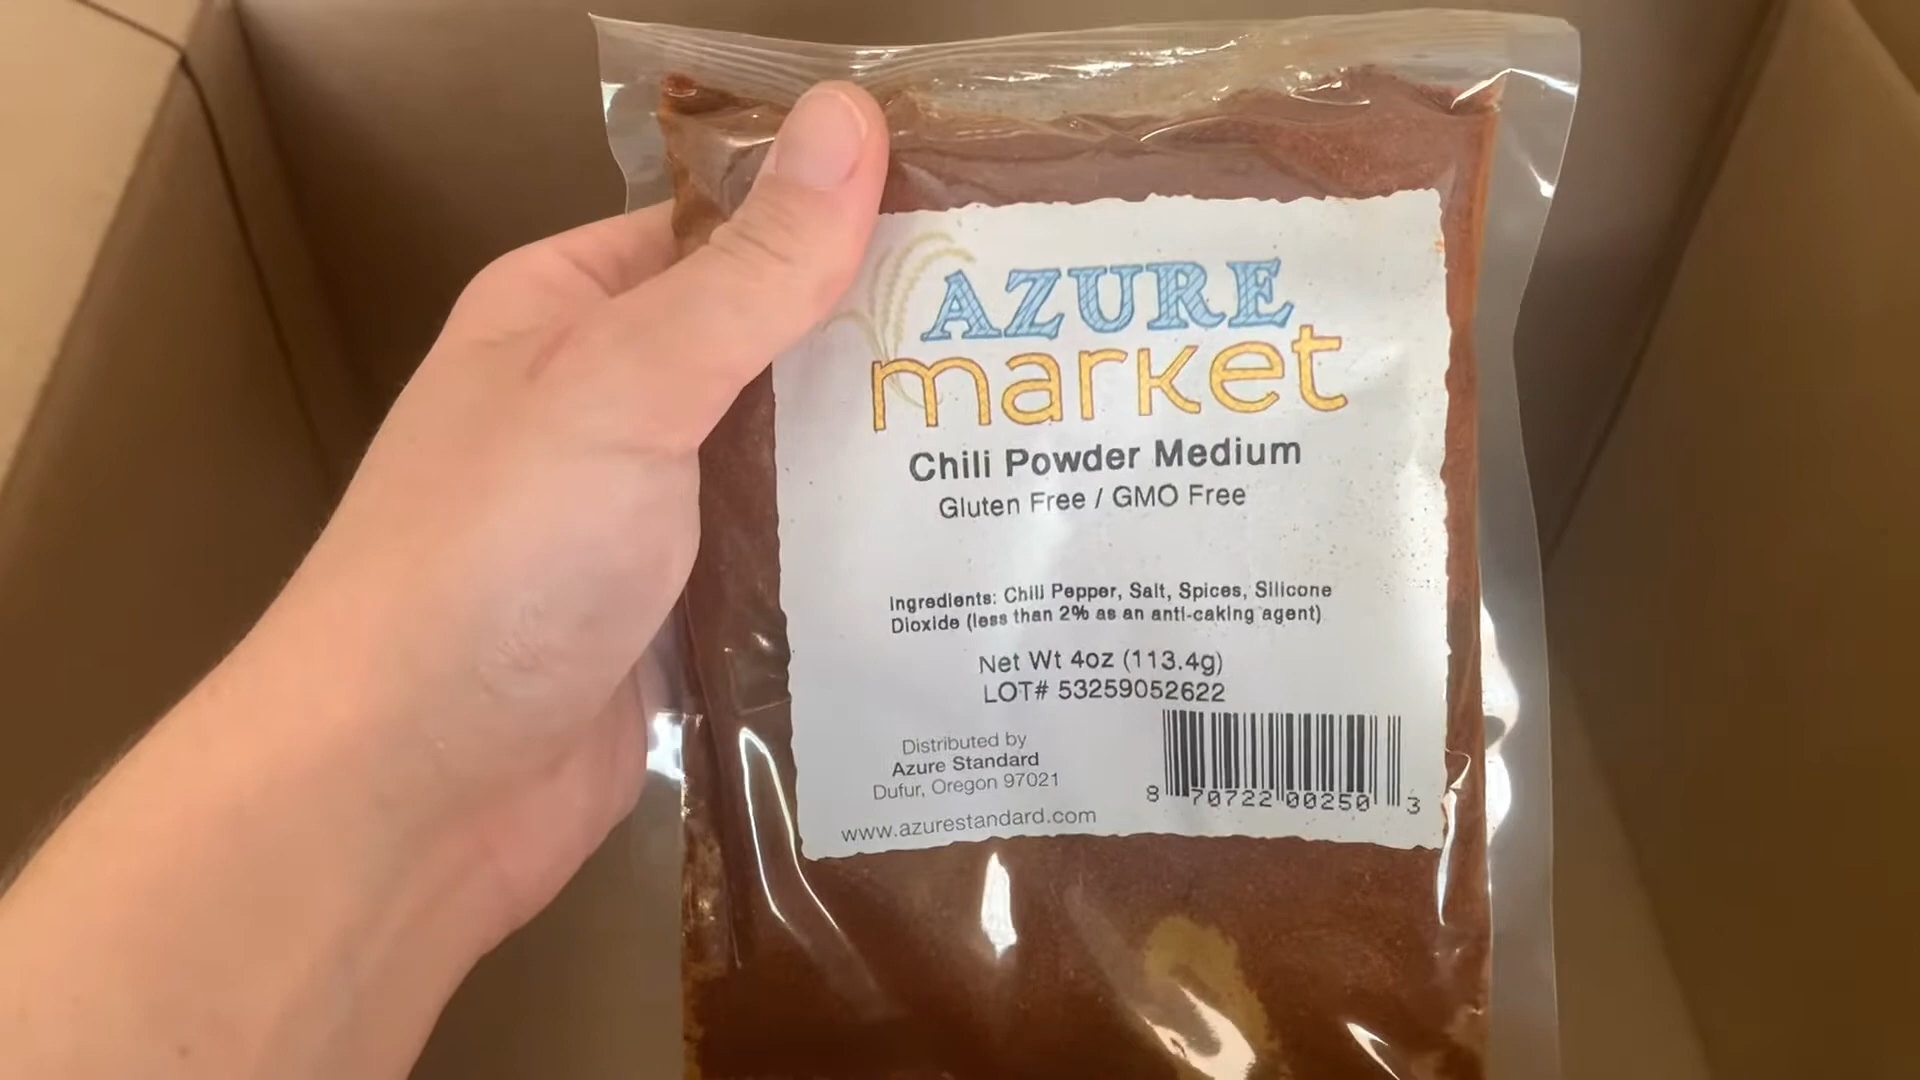 AZURE
market
Chili Powder Medium
Gluten Free / GMO Free
Ingredients: Chili Pepper, Salt, Spices, Silicone
Dioxide (less than 2% as an anti-caking agent)
Net Wt 4oz (113.4g)
LOT# 53259052622
Distributed by
Azure Standard
Dufur, Oregon 97021
www.azurestandard.com
8 70722 00250 3